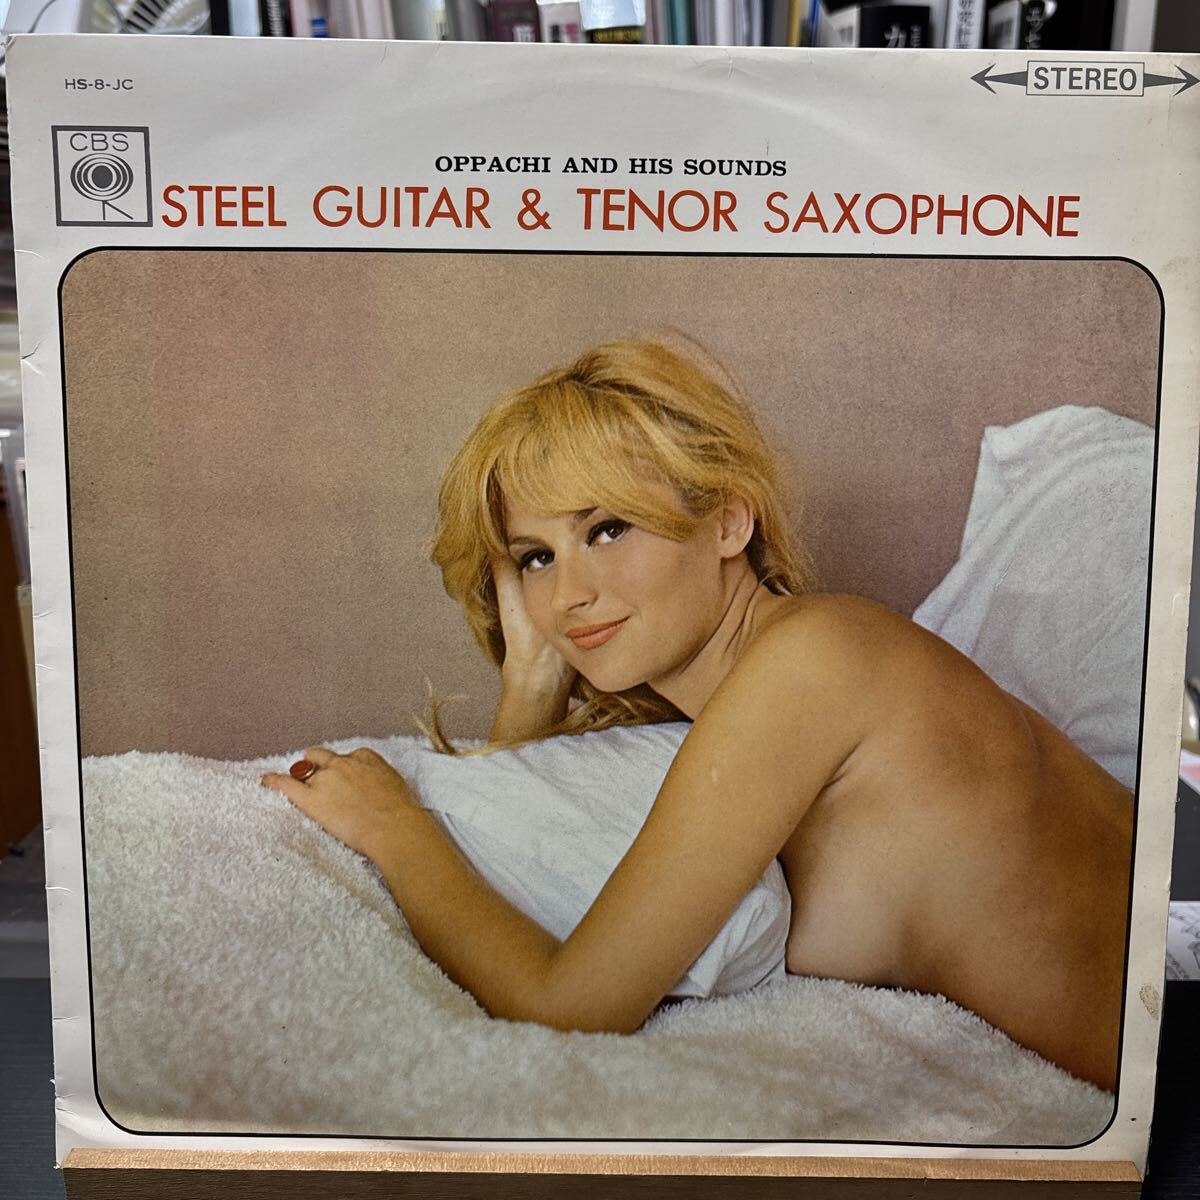 HS-8-JC
STEREO
CBS
OPPACHI AND HIS SOUNDS
STEEL GUITAR & TENOR SAXOPHONE